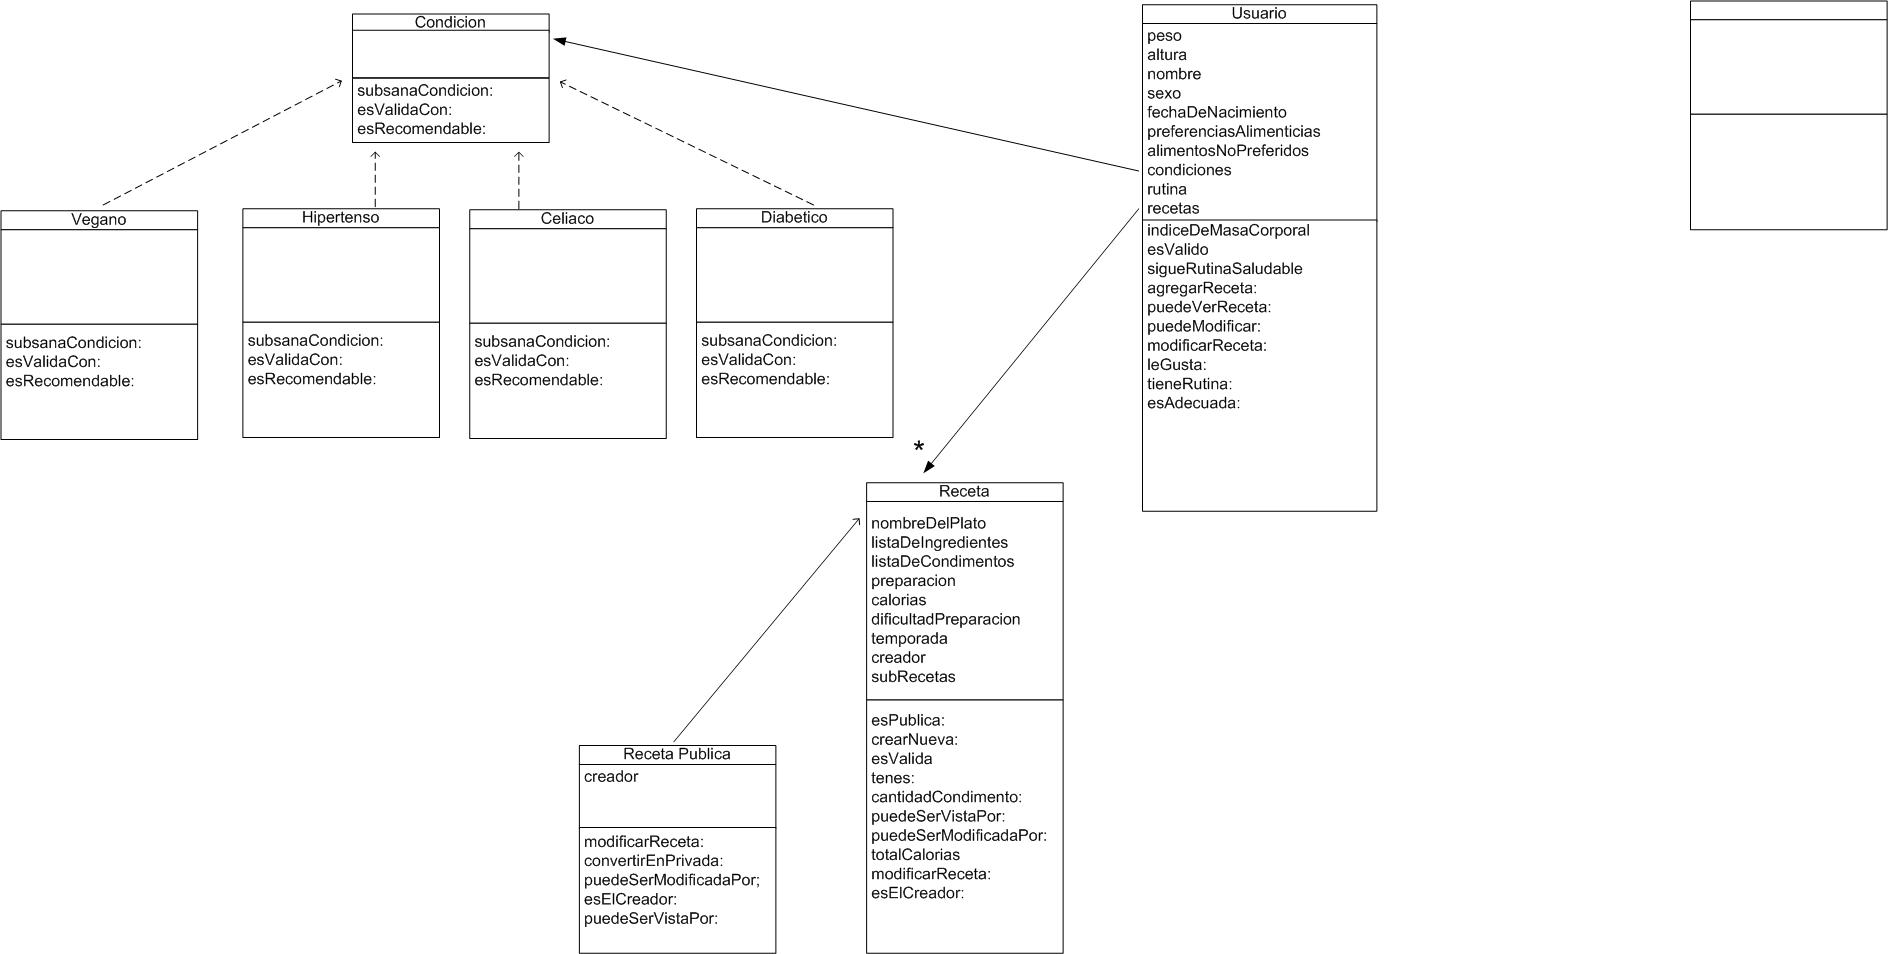 Condicion
subsanaCondicion:
esValidaCon:
esRecomendable:
Usuario
peso
altura
nombre
sexo
fechaDeNacimiento
preferenciasAlimenticias
alimentosNoPreferidos
condiciones
rutina
recetas
indiceDeMasaCorporal
esValido
sigueRutinaSaludable
agregarReceta:
puedeVerReceta:
puedeModificar:
modificarReceta:
leGusta:
tieneRutina:
esAdecuada:
Vegano
subsanaCondicion:
esValidaCon:
esRecomendable:
Hipertenso
subsanaCondicion:
esValidaCon:
esRecomendable:
Celiaco
subsanaCondicion:
esValidaCon:
esRecomendable:
Diabetico
subsanaCondicion:
esValidaCon:
esRecomendable:
*
Receta
nombreDelPlato
listaDeIngredientes
listaDeCondimentos
preparacion
calorias
dificultadPreparacion
temporada
creador
subRecetas
esPublica:
crearNueva:
esValida
tenes:
cantidadCondimento:
puedeSerVistaPor:
puedeSerModificadaPor:
totalCalorias
modificarReceta:
esElCreador:
Receta Publica
creador
modificarReceta:
convertirEnPrivada:
puedeSerModificadaPor;
esElCreador:
puedeSerVistaPor: